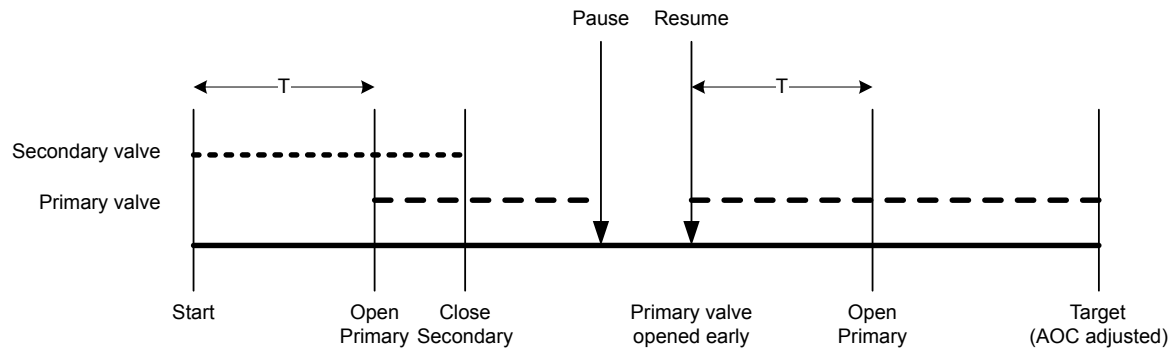 Pause
Resume
T
T
Secondary valve
Primary valve
Start
Open
Primary
Close
Secondary
Primary valve
opened early
Open
Primary
Target
(AOC adjusted)